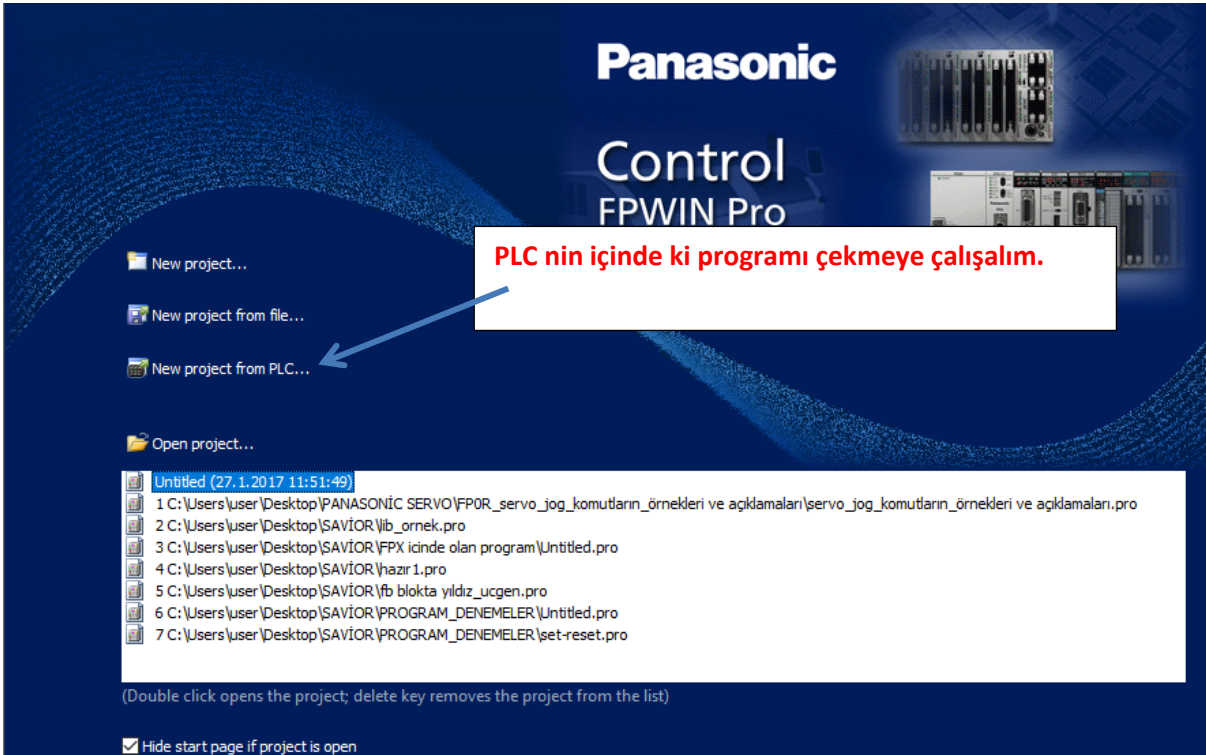 Panasonic
Control
FPWIN Pro
PLC nin içinde ki programı çekmeye çalışalım.
New project...
New project from file...
New project from PLC...
Open project...
Untitled (27.1.2017 11:51:49)
1 C:\Users\user\Desktop\PANASONİC SERVO\FP0R_servo_jog_komutların_örnekleri ve açıklamaları\servo_jog_komutların_örnekleri ve açıklamaları.pro
2 C:\Users\user\Desktop\SAVİOR\lib_ornek.pro
3 C:\Users\user\Desktop\SAVİOR\FPX icinde olan program\Untitled.pro
4 C:\Users\user\Desktop\SAVİOR\hazır1.pro
5 C:\Users\user\Desktop\SAVİOR\fb blokta yıldız_ucgen.pro
6 C:\Users\user\Desktop\SAVİOR\PROGRAM_DENEMELER\Untitled.pro
7 C:\Users\user\Desktop\SAVİOR\PROGRAM_DENEMELER\set-reset.pro
(Double click opens the project; delete key removes the project from the list)
Hide start page if project is open